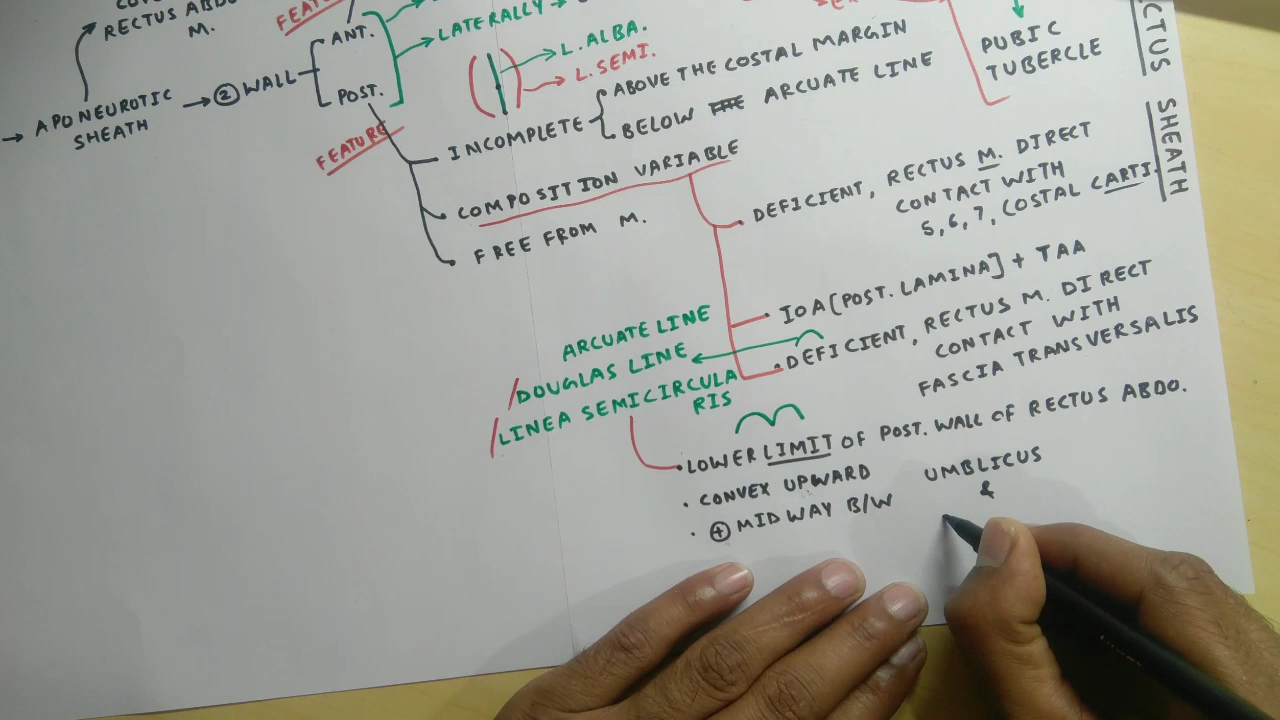 RECTUS ABDO
M.
→ APONEUROTIC
SHEATH
→ ② WALL
ANT.
POST.
LATERALLY →
→ L. ALBA.
→ L. SEMI.
FEATURE
INCOMPLETE
ABOVE THE COSTAL MARGIN
BELOW ARCUATE LINE
COMPOSITION VARIABLE
FREE FROM M.
PUBIC
TUBERCLE
SHEATH
DEFICIENT, RECTUS M. DIRECT
CONTACT WITH
5, 6, 7, COSTAL CARTI.
IOA [POST. LAMINA] + TAA
• DEFICIENT, RECTUS M. DIRECT
CONTACT WITH
FASCIA TRANSVERSALIS
ARCUATE LINE
/DOUGLAS LINE
/LINEA SEMICIRCULA
RIS
• LOWER LIMIT OF POST. WALL OF RECTUS ABDO.
• CONVEX UPWARD
• ⊕ MIDWAY B/W UMBLICUS
&